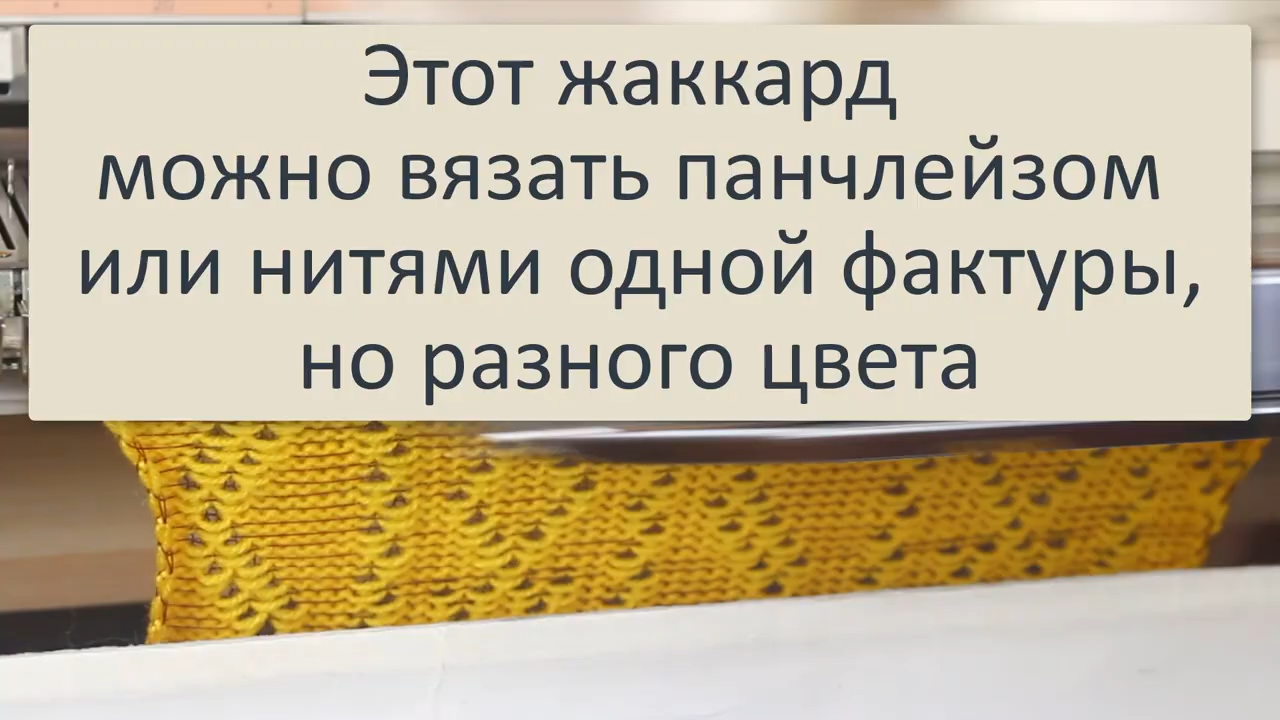 Этот жаккард
можно вязать панчлейзом
или нитями одной фактуры,
но разного цвета